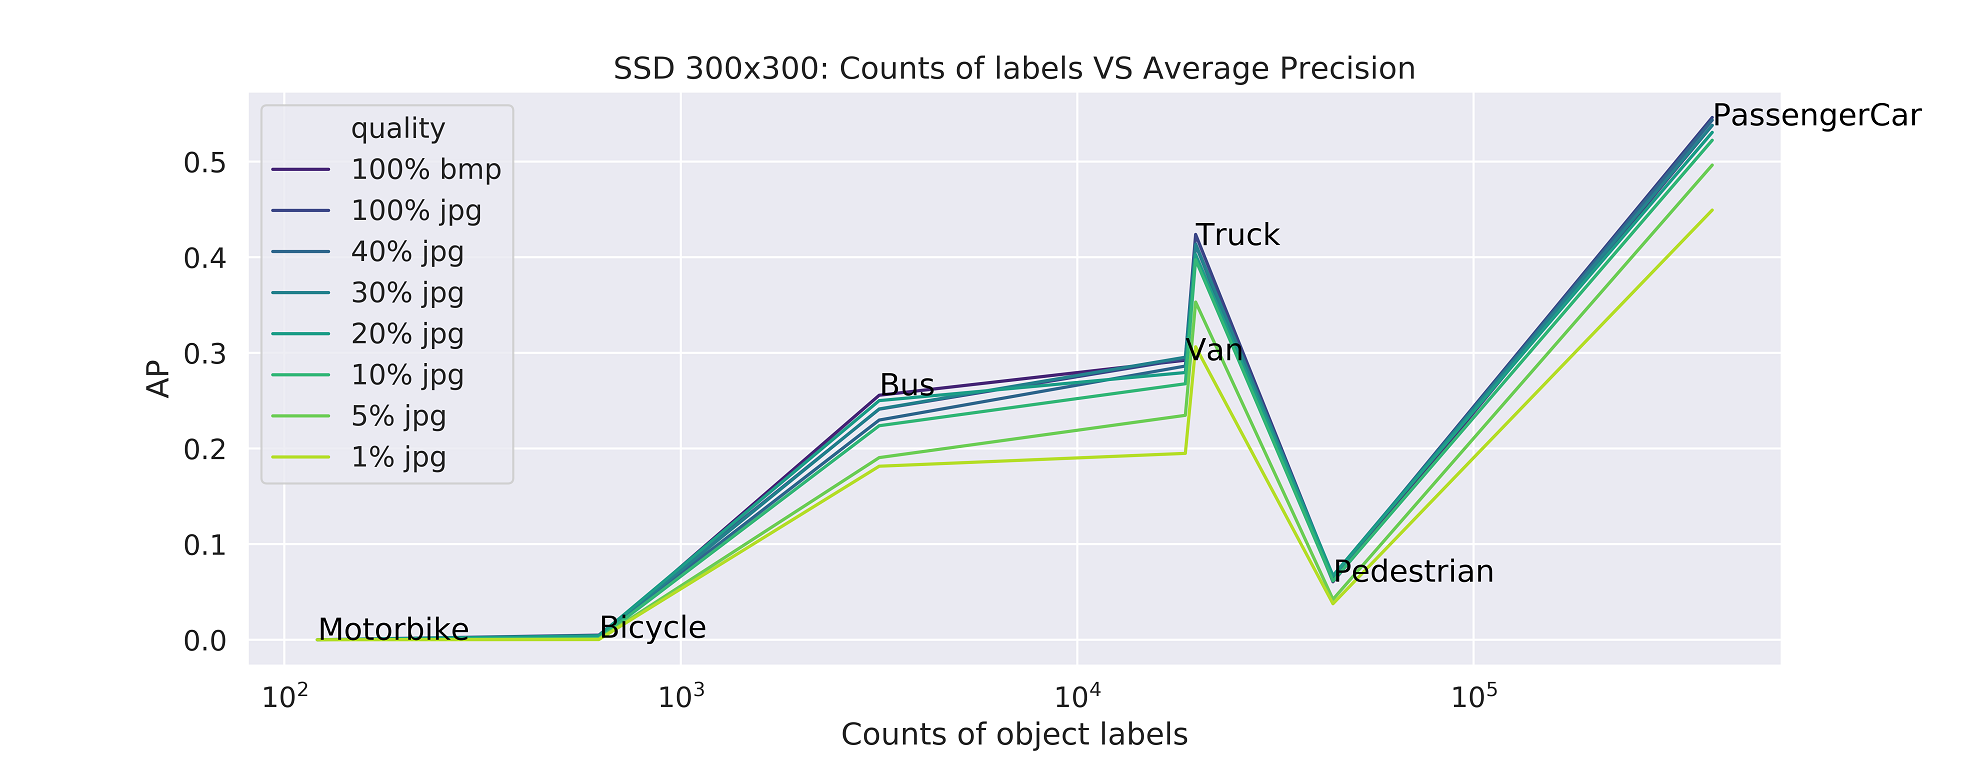 SSD 300x300: Counts of labels VS Average Precision
quality
100% bmp
100% jpg
40% jpg
30% jpg
20% jpg
10% jpg
5% jpg
1% jpg
PassengerCar
Truck
Van
Bus
Pedestrian
Motorbike
Bicycle
AP
0.5
0.4
0.3
0.2
0.1
0.0
10² 10³ 10⁴ 10⁵
Counts of object labels